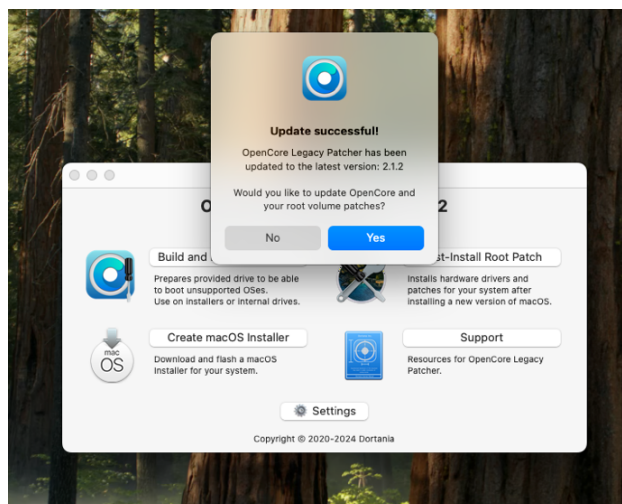 Update successful!
OpenCore Legacy Patcher has been
updated to the latest version: 2.1.2
Would you like to update OpenCore and
your root volume patches?
No
Yes
O
2
Build and
Prepares provided drive to be able
to boot unsupported OSes.
Use on installers or internal drives.
st-Install Root Patch
Installs hardware drivers and
patches for your system after
installing a new version of macOS.
mac
OS
Create macOS Installer
Download and flash a macOS
Installer for your system.
Support
Resources for OpenCore Legacy
Patcher.
Settings
Copyright © 2020-2024 Dortania